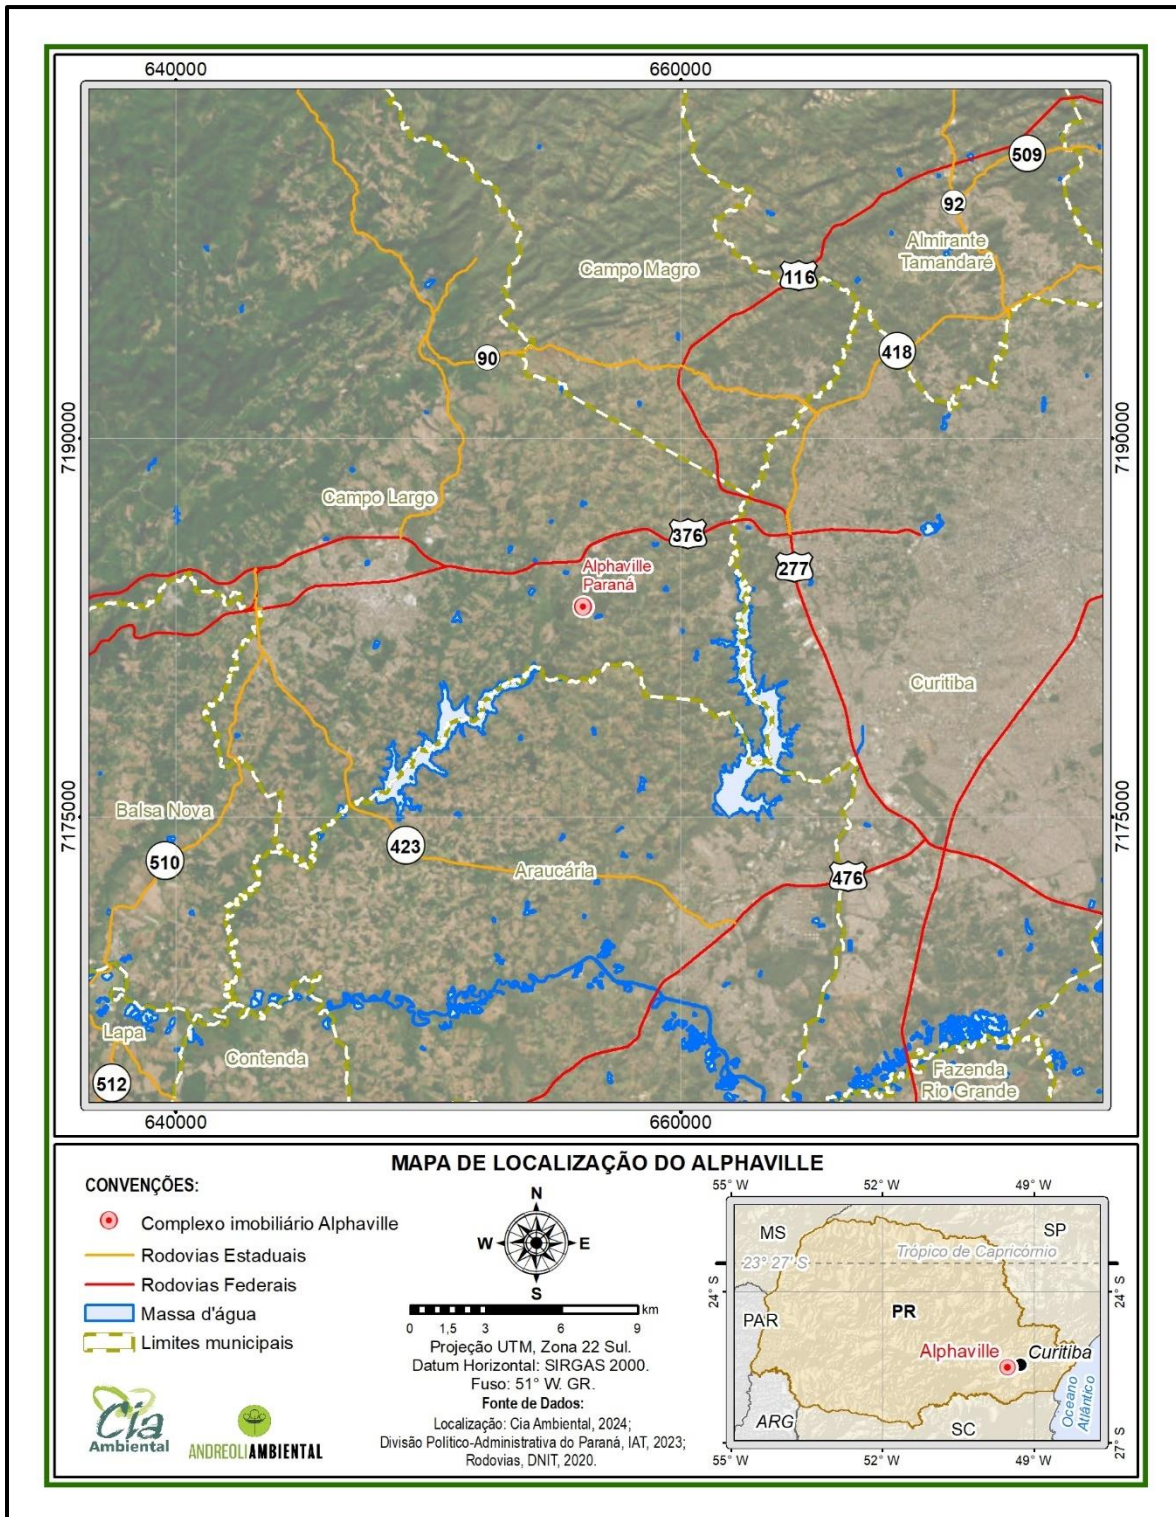 640000
660000
509
92
Almirante
Tamandaré
Campo Magro
116
418
90
7190000
7190000
Campo Largo
376
277
Alphaville
Paraná
Curitiba
Balsa Nova
7175000
7175000
510
423
Araucária
476
Lapa
Contenda
Fazenda
Rio Grande
512
640000
660000
MAPA DE LOCALIZAÇÃO DO ALPHAVILLE
CONVENÇÕES:
Complexo imobiliário Alphaville
Rodovias Estaduais
Rodovias Federais
Massa d'água
Limites municipais
Cia
Ambiental
ANDREOLIAMBIENTAL
N
W
E
S
km
0 1,5 3 6 9
Projeção UTM, Zona 22 Sul.
Datum Horizontal: SIRGAS 2000.
Fuso: 51° W. GR.
Fonte de Dados:
Localização: Cia Ambiental, 2024;
Divisão Político-Administrativa do Paraná, IAT, 2023;
Rodovias, DNIT, 2020.
55° W 52° W 49° W
MS
SP
Trópico de Capricórnio
23° 27' S
24° S
24° S
PAR
PR
Alphaville
Curitiba
Oceano
Atlântico
ARG
SC
27° S
55° W 52° W 49° W